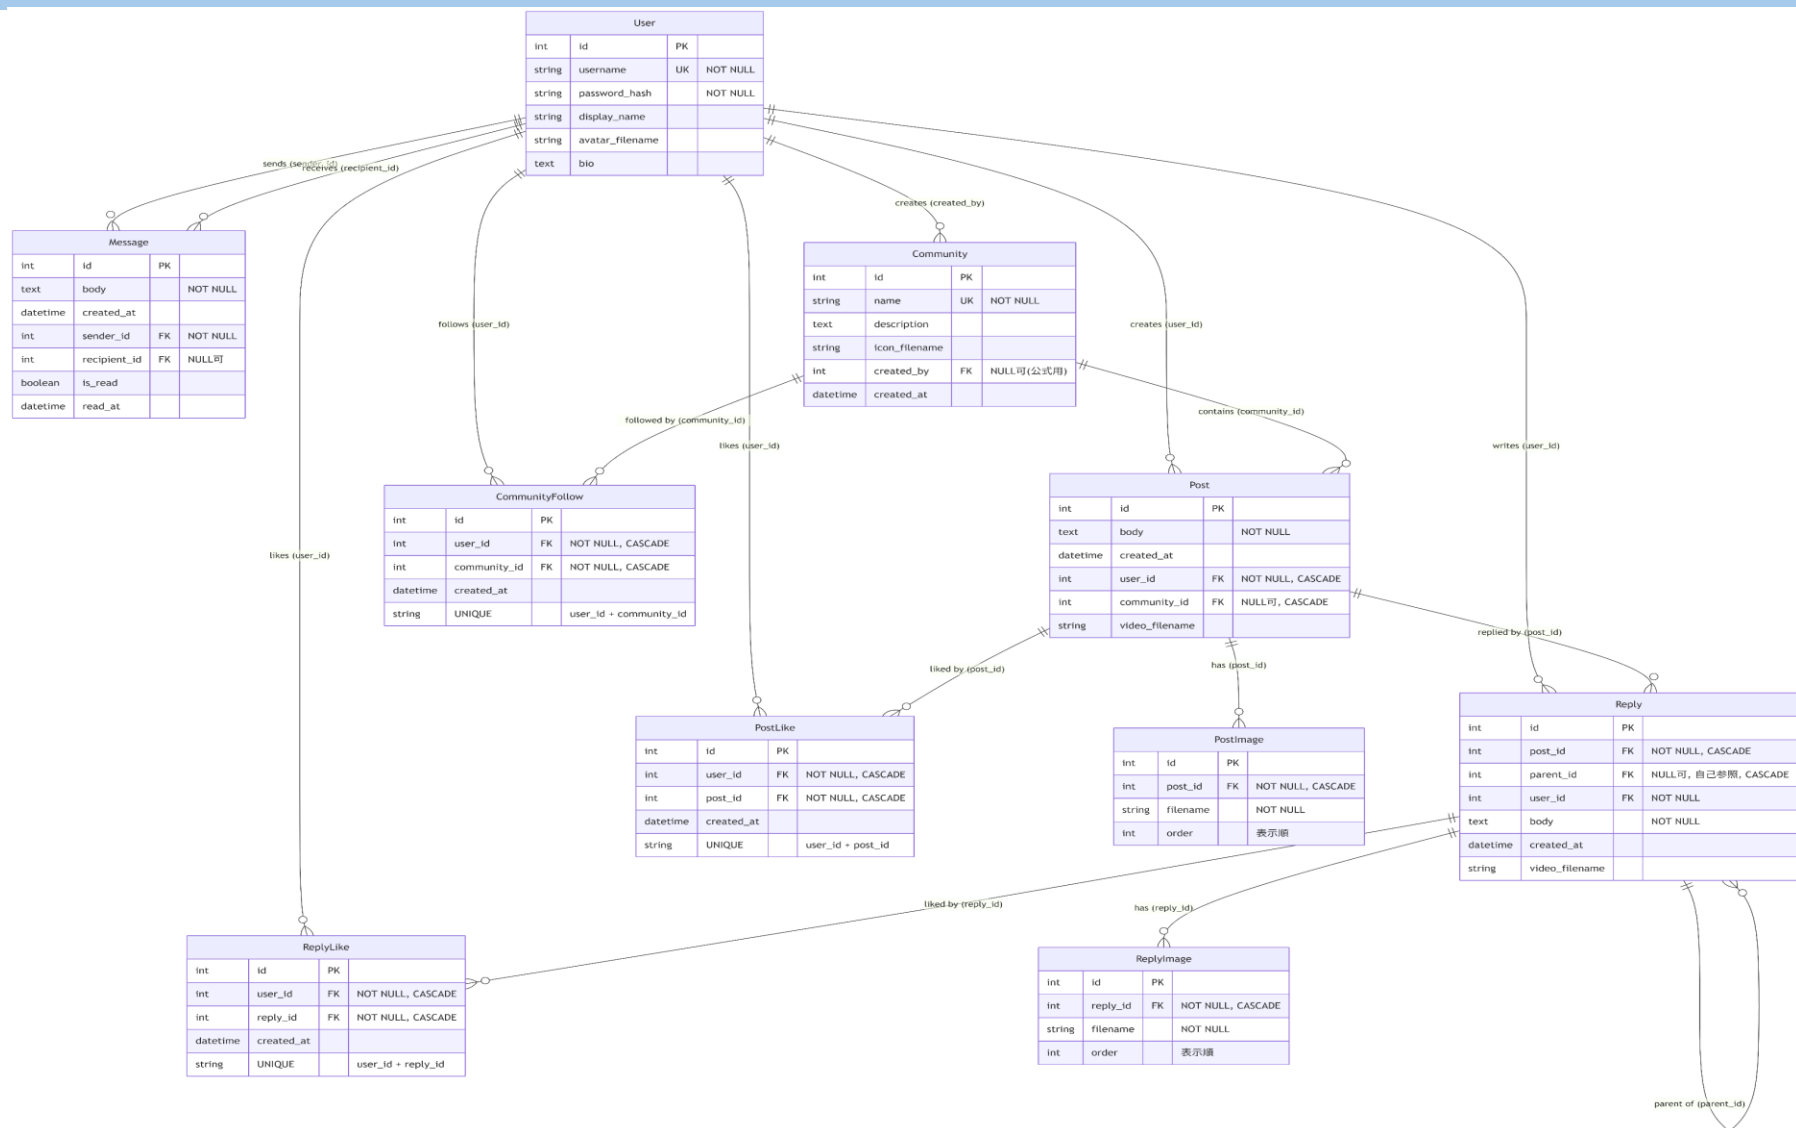 User
int id PK
string username UK NOT NULL
string password_hash NOT NULL
string display_name
string avatar_filename
text bio
sends (sender_id)
receives (recipient_id)
creates (created_by)
Message
int id PK
text body NOT NULL
datetime created_at
int sender_id FK NOT NULL
int recipient_id FK NULL可
boolean is_read
datetime read_at
Community
int id PK
string name UK NOT NULL
text description
string icon_filename
int created_by FK NULL可(公式用)
datetime created_at
follows (user_id)
creates (user_id)
followed by (community_id)
contains (community_id)
likes (user_id)
writes (user_id)
CommunityFollow
int id PK
int user_id FK NOT NULL, CASCADE
int community_id FK NOT NULL, CASCADE
datetime created_at
string UNIQUE user_id + community_id
Post
int id PK
text body NOT NULL
datetime created_at
int user_id FK NOT NULL, CASCADE
int community_id FK NULL可, CASCADE
string video_filename
likes (user_id)
replied by (post_id)
liked by (post_id)
has (post_id)
PostLike
int id PK
int user_id FK NOT NULL, CASCADE
int post_id FK NOT NULL, CASCADE
datetime created_at
string UNIQUE user_id + post_id
PostImage
int id PK
int post_id FK NOT NULL, CASCADE
string filename NOT NULL
int order 表示順
Reply
int id PK
int post_id FK NOT NULL, CASCADE
int parent_id FK NULL可, 自己参照, CASCADE
int user_id FK NOT NULL
text body NOT NULL
datetime created_at
string video_filename
liked by (reply_id)
has (reply_id)
ReplyLike
int id PK
int user_id FK NOT NULL, CASCADE
int reply_id FK NOT NULL, CASCADE
datetime created_at
string UNIQUE user_id + reply_id
ReplyImage
int id PK
int reply_id FK NOT NULL, CASCADE
string filename NOT NULL
int order 表示順
parent of (parent_id)